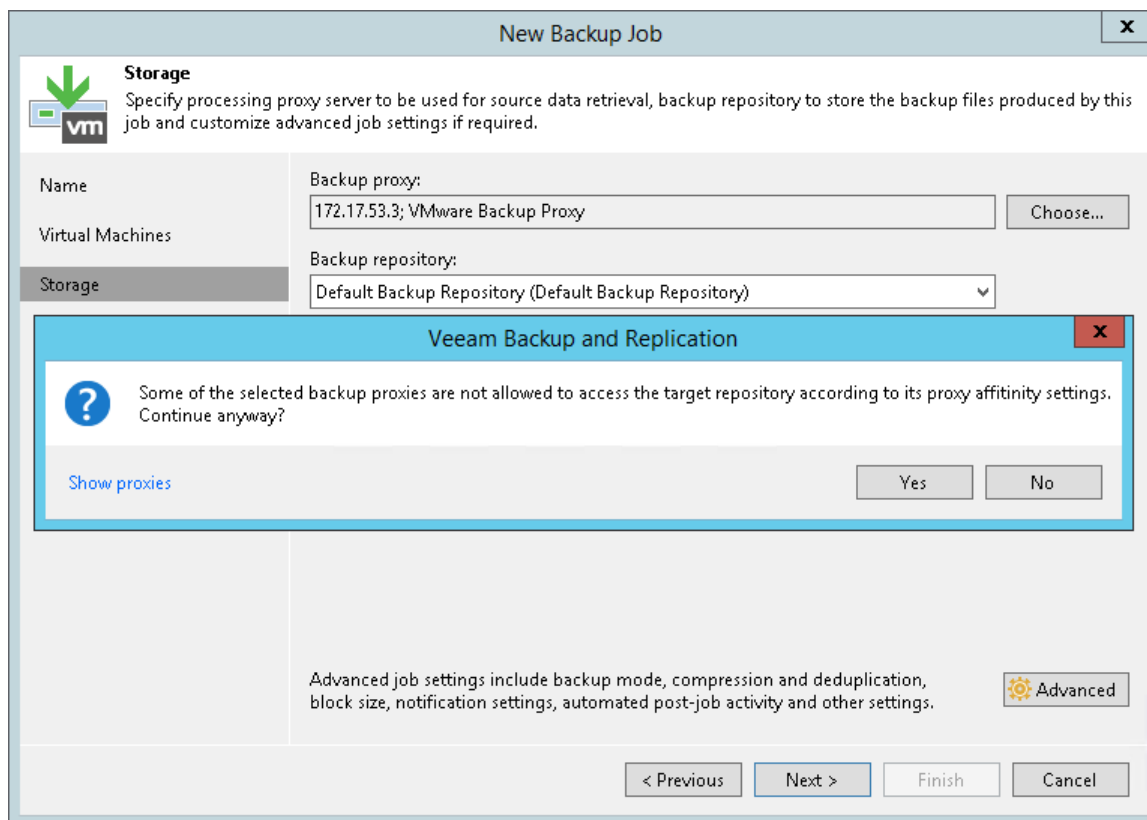 New Backup Job
x
Storage
Specify processing proxy server to be used for source data retrieval, backup repository to store the backup files produced by this
job and customize advanced job settings if required.
vm
Name
Virtual Machines
Storage
Backup proxy:
172.17.53.3; VMware Backup Proxy
Choose...
Backup repository:
Default Backup Repository (Default Backup Repository)
Veeam Backup and Replication
x
?
Some of the selected backup proxies are not allowed to access the target repository according to its proxy affitinity settings.
Continue anyway?
Show proxies
Yes
No
Advanced job settings include backup mode, compression and deduplication,
block size, notification settings, automated post-job activity and other settings.
Advanced
< Previous
Next >
Finish
Cancel